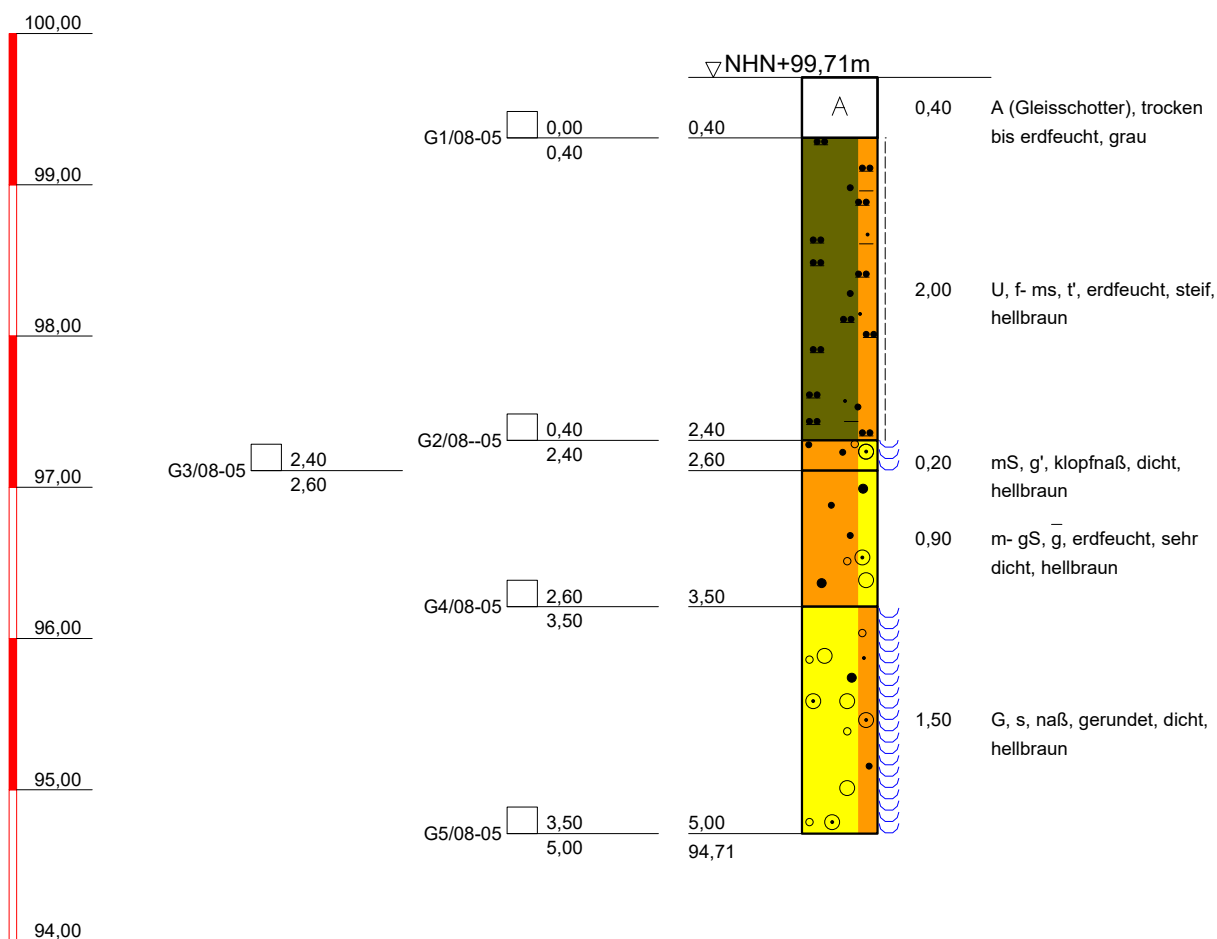 100,00
NHN+99,71m
A
0,40
A (Gleisschotter), trocken
bis erdfeucht, grau
G1/08-05
0,00
0,40
0,40
99,00
2,00
U, f- ms, t', erdfeucht, steif,
hellbraun
98,00
G2/08--05
0,40
2,40
2,40
G3/08-05
2,40
2,60
2,60
0,20
mS, g', klopfnaß, dicht,
hellbraun
97,00
0,90
m- gS, g̅, erdfeucht, sehr
dicht, hellbraun
G4/08-05
2,60
3,50
3,50
96,00
1,50
G, s, naß, gerundet, dicht,
hellbraun
95,00
G5/08-05
3,50
5,00
5,00
94,71
94,00